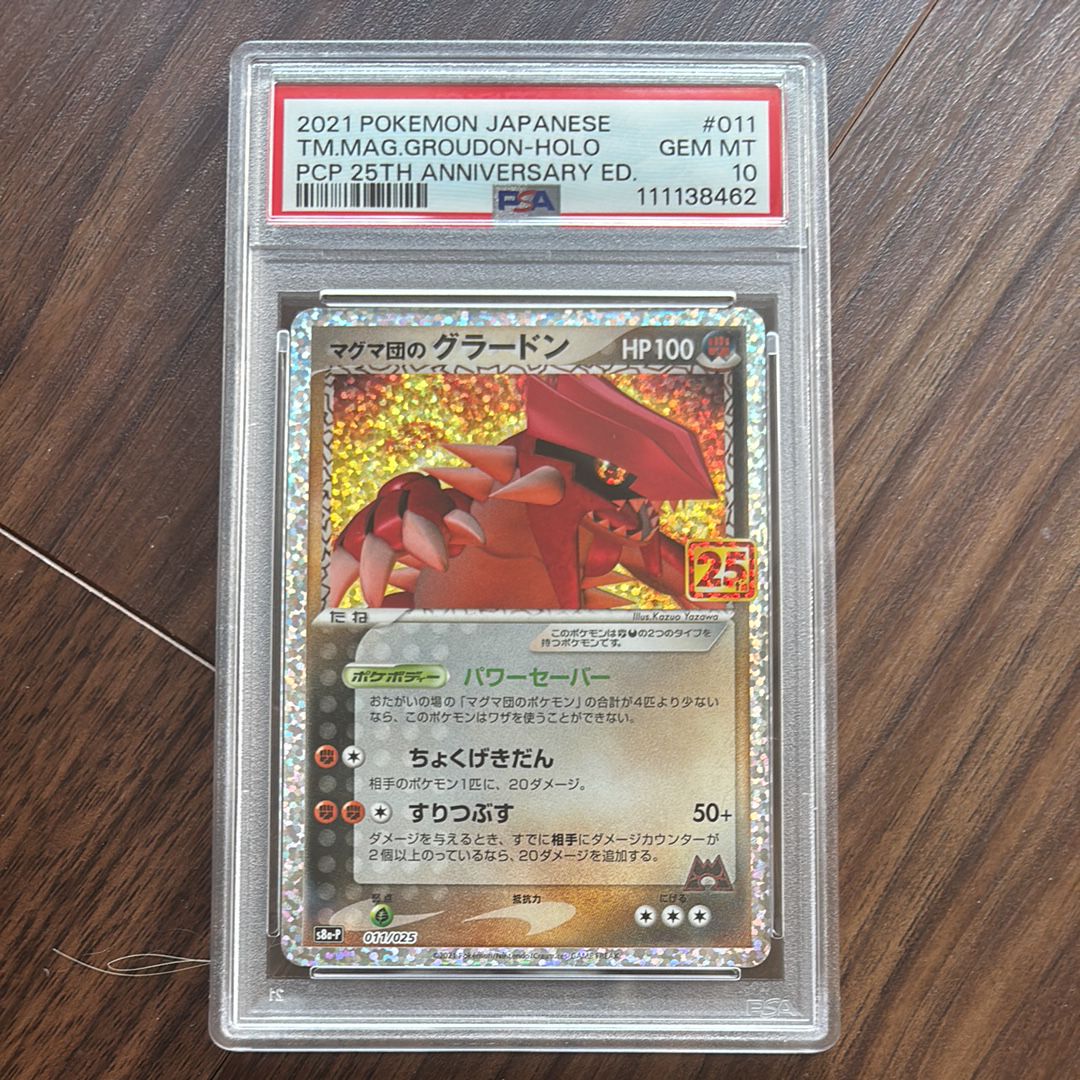 2021 POKEMON JAPANESE #011
TM.MAG.GROUDON-HOLO GEM MT
PCP 25TH ANNIVERSARY ED. 10
PSA 111138462
マグマ団の グラードン HP100
25th
たね Illus.Kazuo Yazawa
このポケモンは の2つのタイプを
持つポケモンです。
ポケボディー パワーセーバー
おたがいの場の「マグマ団のポケモン」の合計が4匹より少ない
なら、このポケモンはワザを使うことができない。
ちょくげきだん
相手のポケモン1匹に、20ダメージ。
すりつぶす 50+
ダメージを与えるとき、すでに相手にダメージカウンターが
2個以上のっているなら、20ダメージを追加する。
弱点 抵抗力 にげる
s8a-P 011/025
©2021 Pokémon/Nintendo/Creatures/GAME FREAK.
21 PSA